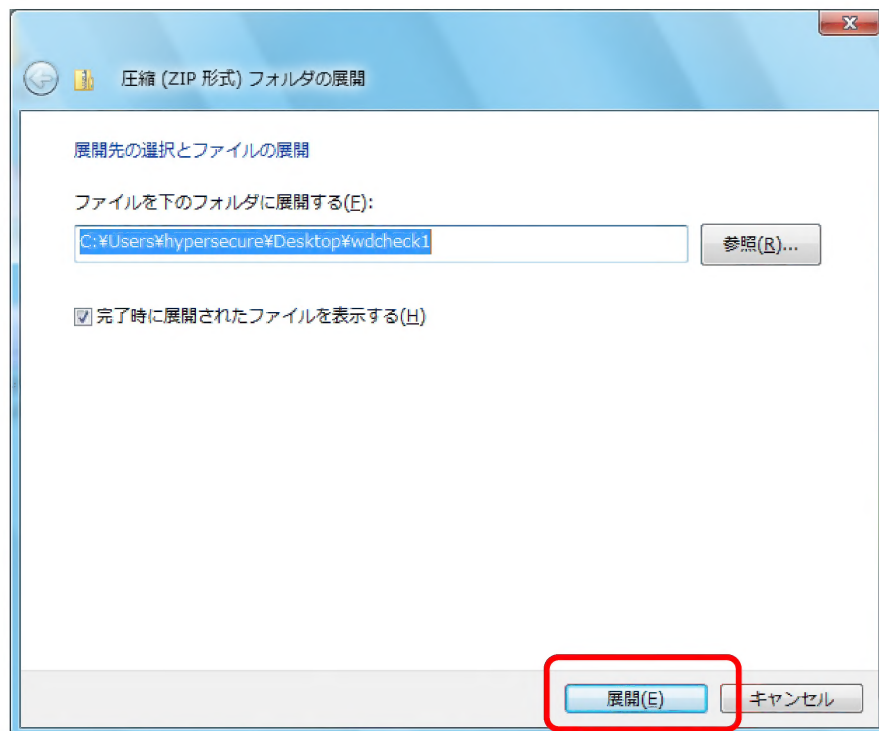 圧縮 (ZIP 形式) フォルダの展開
展開先の選択とファイルの展開
ファイルを下のフォルダに展開する(F):
C:¥Users¥hypersecure¥Desktop¥wdcheck1
参照(R)...
完了時に展開されたファイルを表示する(H)
展開(E)
キャンセル